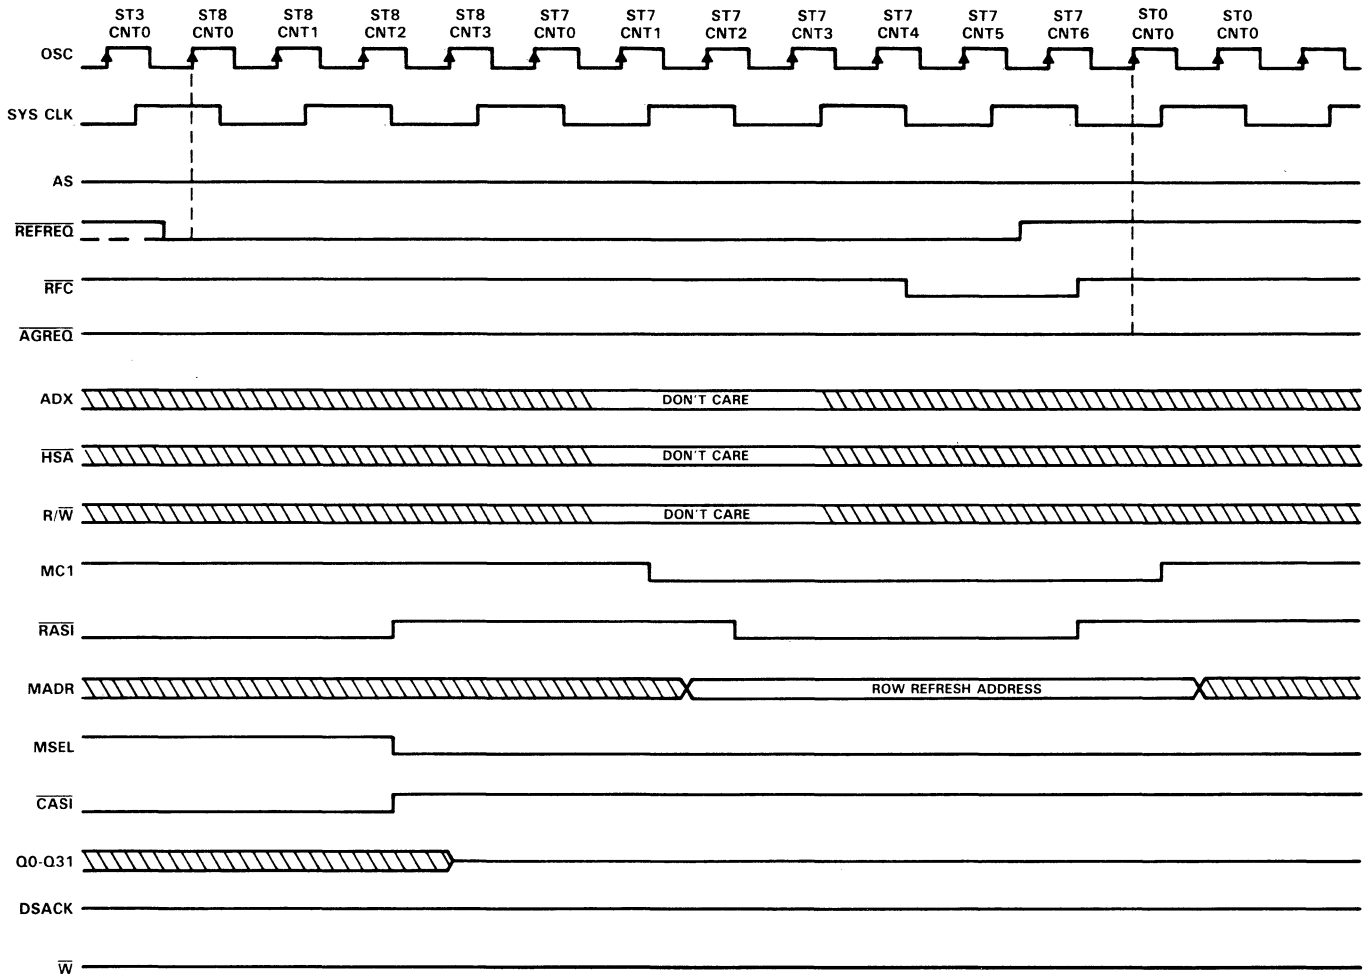 ST3 ST8 ST8 ST8 ST8 ST7 ST7 ST7 ST7 ST7 ST7 ST7 ST0 ST0
CNT0 CNT0 CNT1 CNT2 CNT3 CNT0 CNT1 CNT2 CNT3 CNT4 CNT5 CNT6 CNT0 CNT0
OSC
SYS CLK
AS
REFREQ
RFC
AGREQ
ADX DON'T CARE
HSA DON'T CARE
R/W DON'T CARE
MC1
RASI
MADR ROW REFRESH ADDRESS
MSEL
CASI
Q0-Q31
DSACK
W